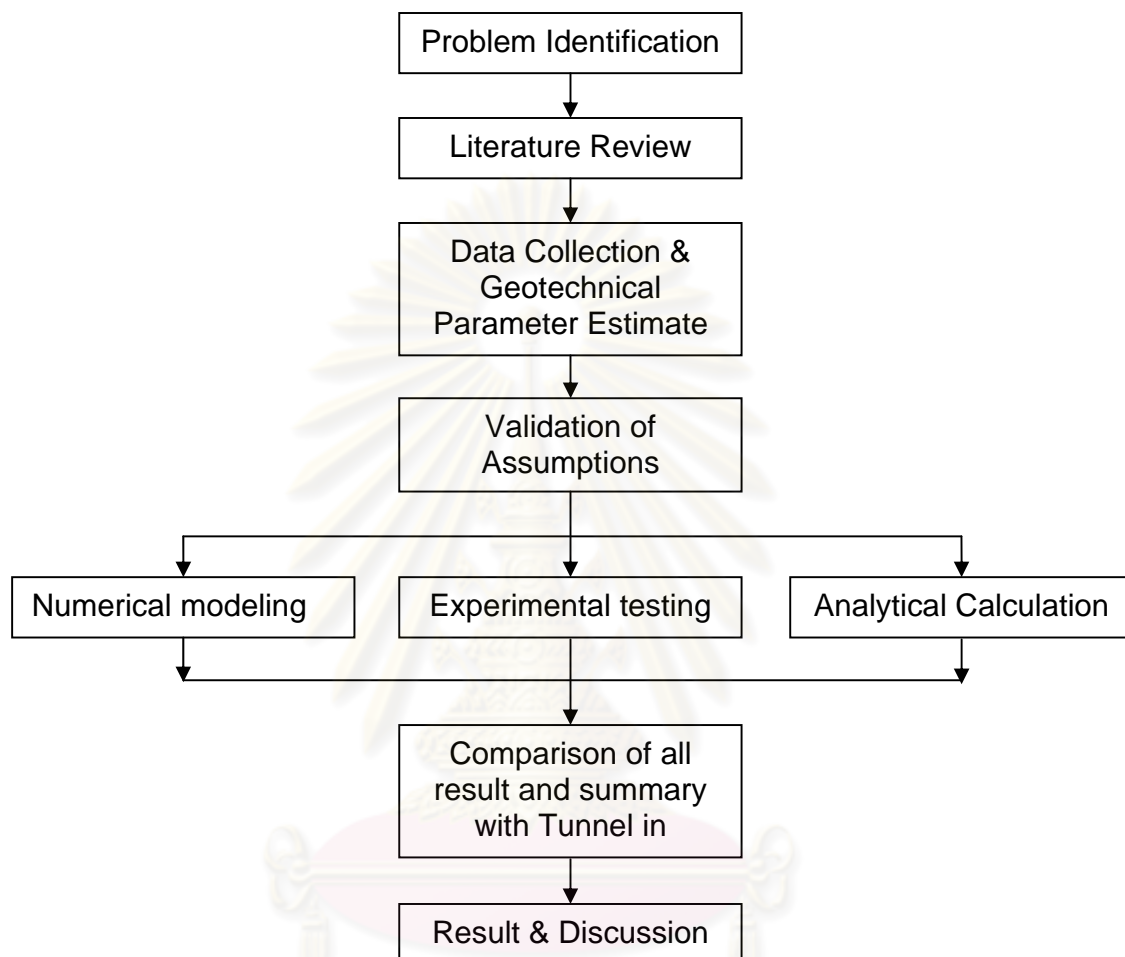 Problem Identification
Literature Review
Data Collection &
Geotechnical
Parameter Estimate
Validation of
Assumptions
Numerical modeling
Experimental testing
Analytical Calculation
Comparison of all
result and summary
with Tunnel in
Result & Discussion